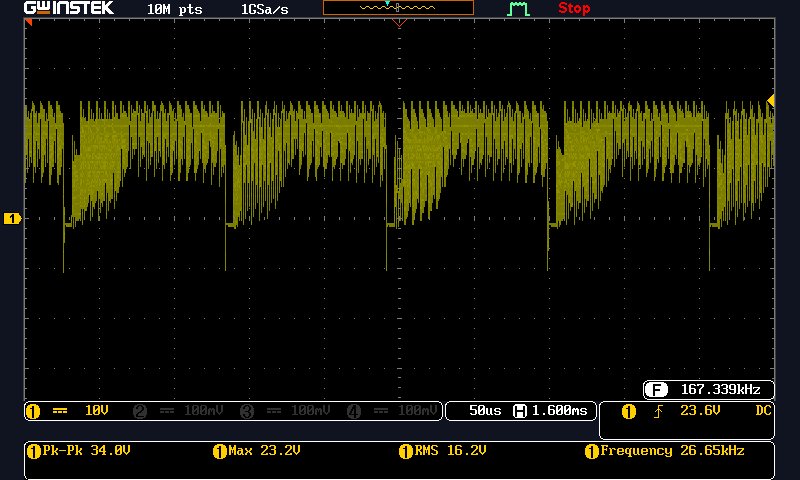 GWINSTEK 10M pts 1GSa/s Stop
1
F 167.339kHz
1 10V 2 100mV 3 100mV 4 100mV 50us H 1.600ms 1 23.6V DC
1 Pk-Pk 34.0V 1 Max 23.2V 1 RMS 16.2V 1 Frequency 26.65kHz